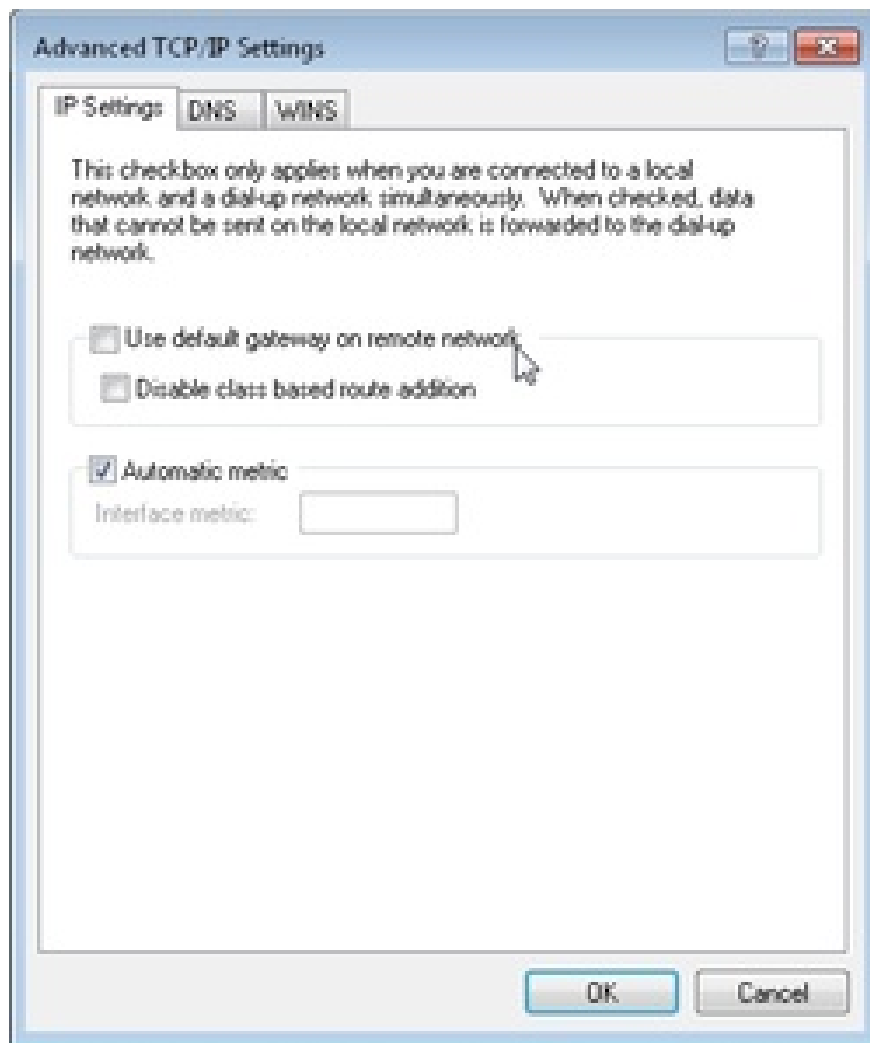 Advanced TCP/IP Settings
IP Settings DNS WINS
This checkbox only applies when you are connected to a local
network and a dial-up network simultaneously. When checked, data
that cannot be sent on the local network is forwarded to the dial-up
network.
Use default gateway on remote network
Disable class based route addition
Automatic metric
Interface metric:
OK Cancel